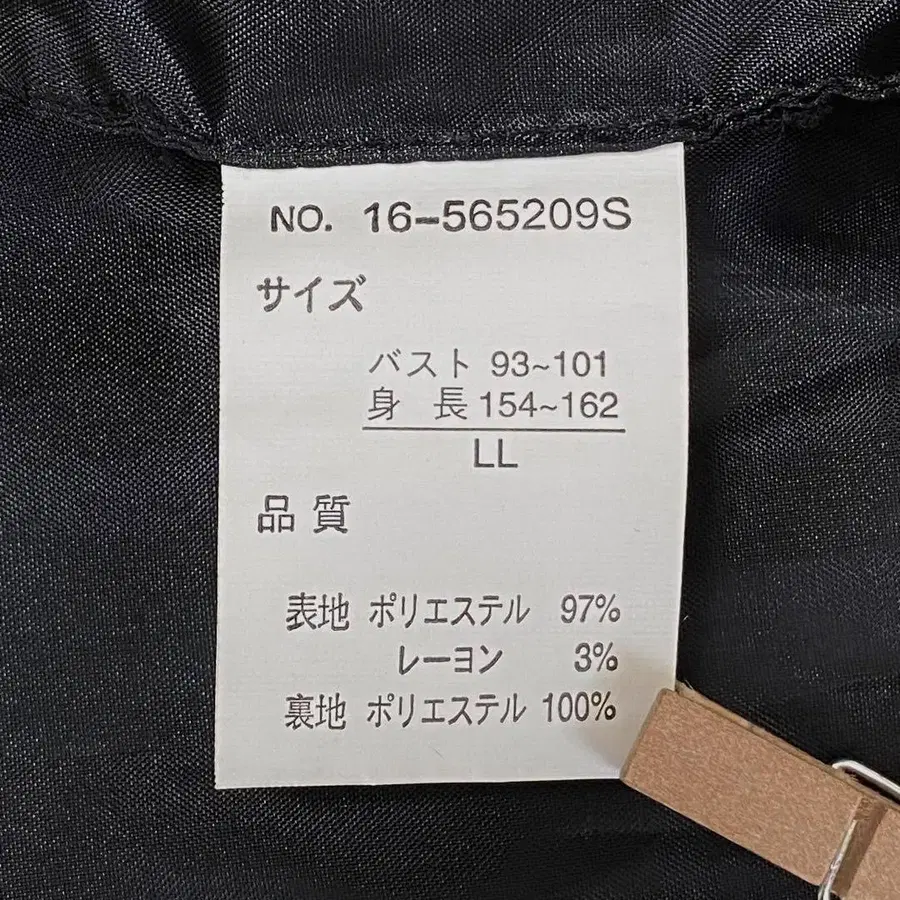 NO. 16-565209S
サイズ
バスト 93~101
身 長 154~162
LL
品 質
表地 ポリエステル 97%
レーヨン 3%
裏地 ポリエステル 100%